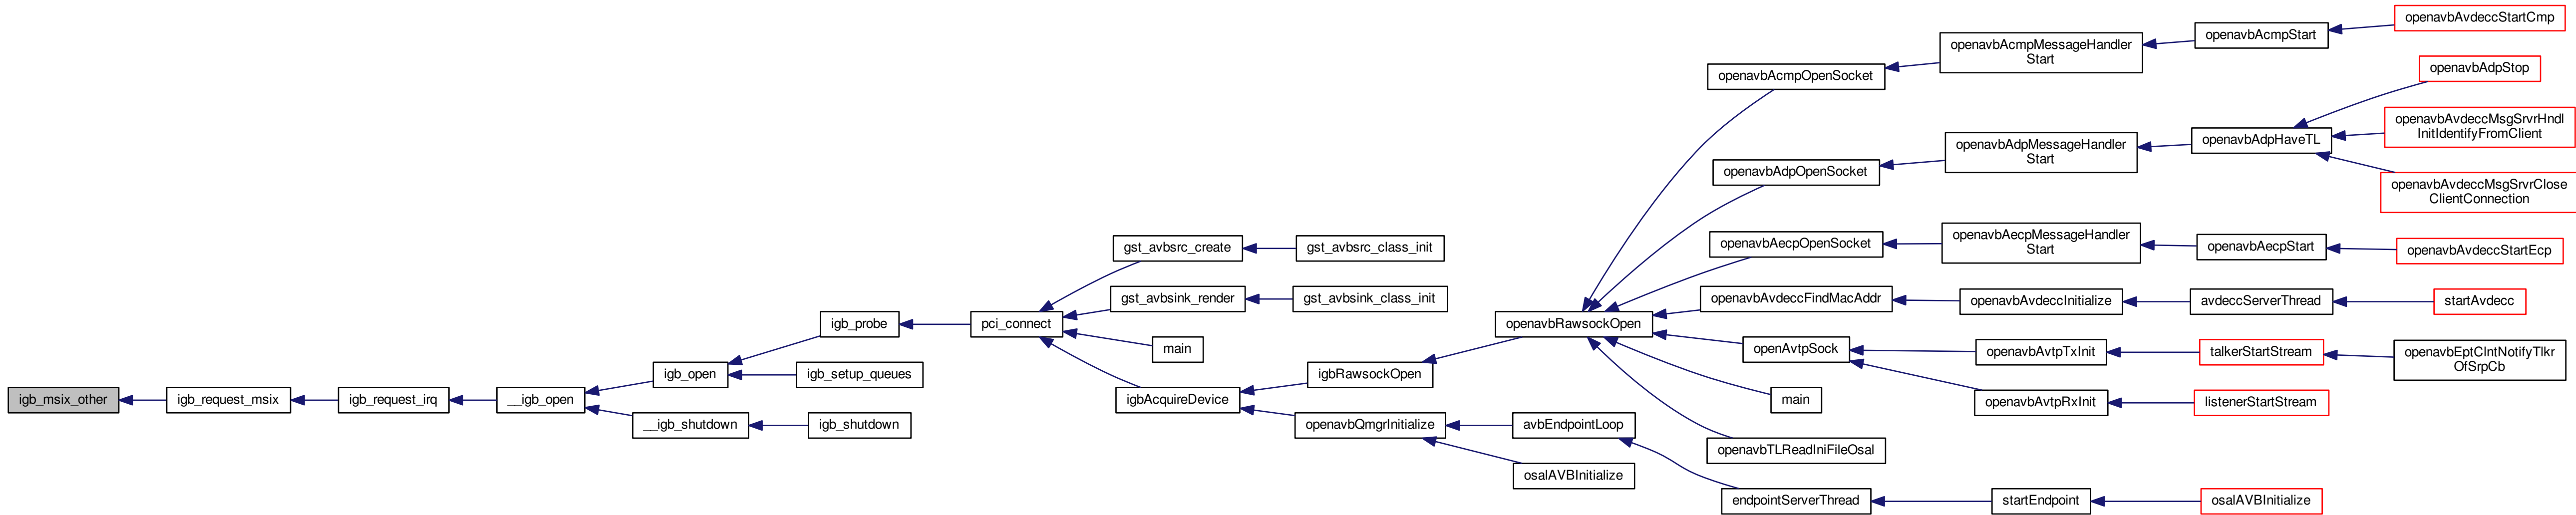 igb_msix_other
igb_request_msix
igb_request_irq
__igb_open
igb_open
__igb_shutdown
igb_probe
igb_setup_queues
igb_shutdown
pci_connect
gst_avbsrc_create
gst_avbsink_render
main
igbAcquireDevice
gst_avbsrc_class_init
gst_avbsink_class_init
igbRawsockOpen
openavbQmgrInitialize
openavbRawsockOpen
avbEndpointLoop
osalAVBInitialize
openavbAcmpOpenSocket
openavbAdpOpenSocket
openavbAecpOpenSocket
openavbAvdeccFindMacAddr
openAvtpSock
main
openavbTLReadIniFileOsal
endpointServerThread
openavbAcmpMessageHandler
Start
openavbAdpMessageHandler
Start
openavbAecpMessageHandler
Start
openavbAvdeccInitialize
openavbAvtpTxInit
openavbAvtpRxInit
startEndpoint
openavbAcmpStart
openavbAdpHaveTL
openavbAecpStart
avdeccServerThread
talkerStartStream
listenerStartStream
osalAVBInitialize
openavbAvdeccStartCmp
openavbAdpStop
openavbAvdeccMsgSrvrHndl
InitIdentifyFromClient
openavbAvdeccMsgSrvrClose
ClientConnection
openavbAvdeccStartEcp
startAvdecc
openavbEptClntNotifyTlkr
OfSrpCb